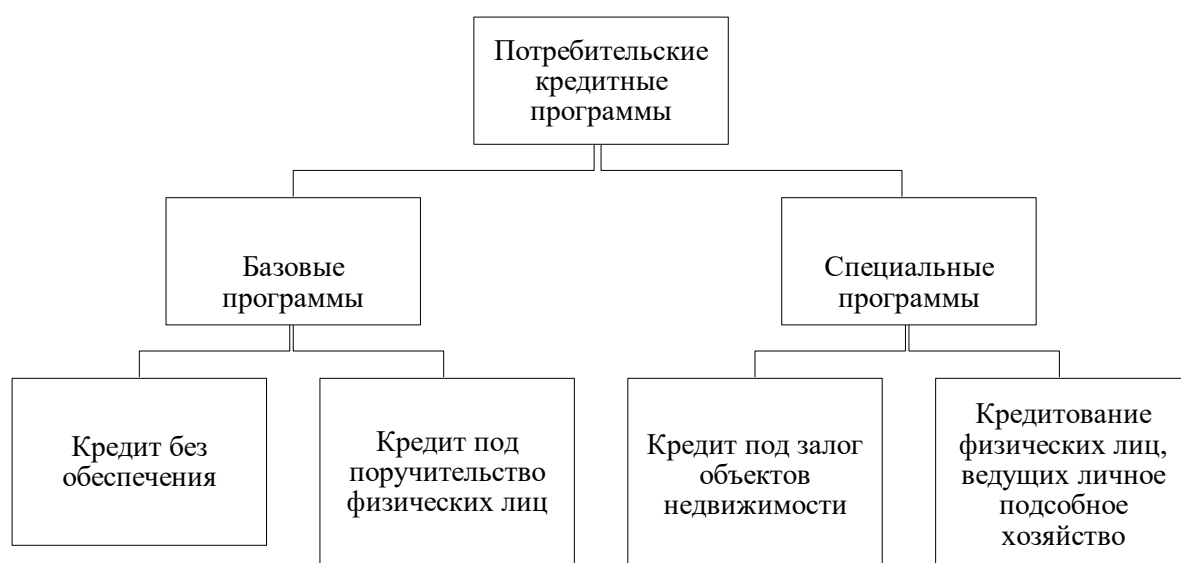 Потребительские
кредитные
программы
Базовые
программы
Специальные
программы
Кредит без
обеспечения
Кредит под
поручительство
физических лиц
Кредит под залог
объектов
недвижимости
Кредитование
физических лиц,
ведущих личное
подсобное
хозяйство